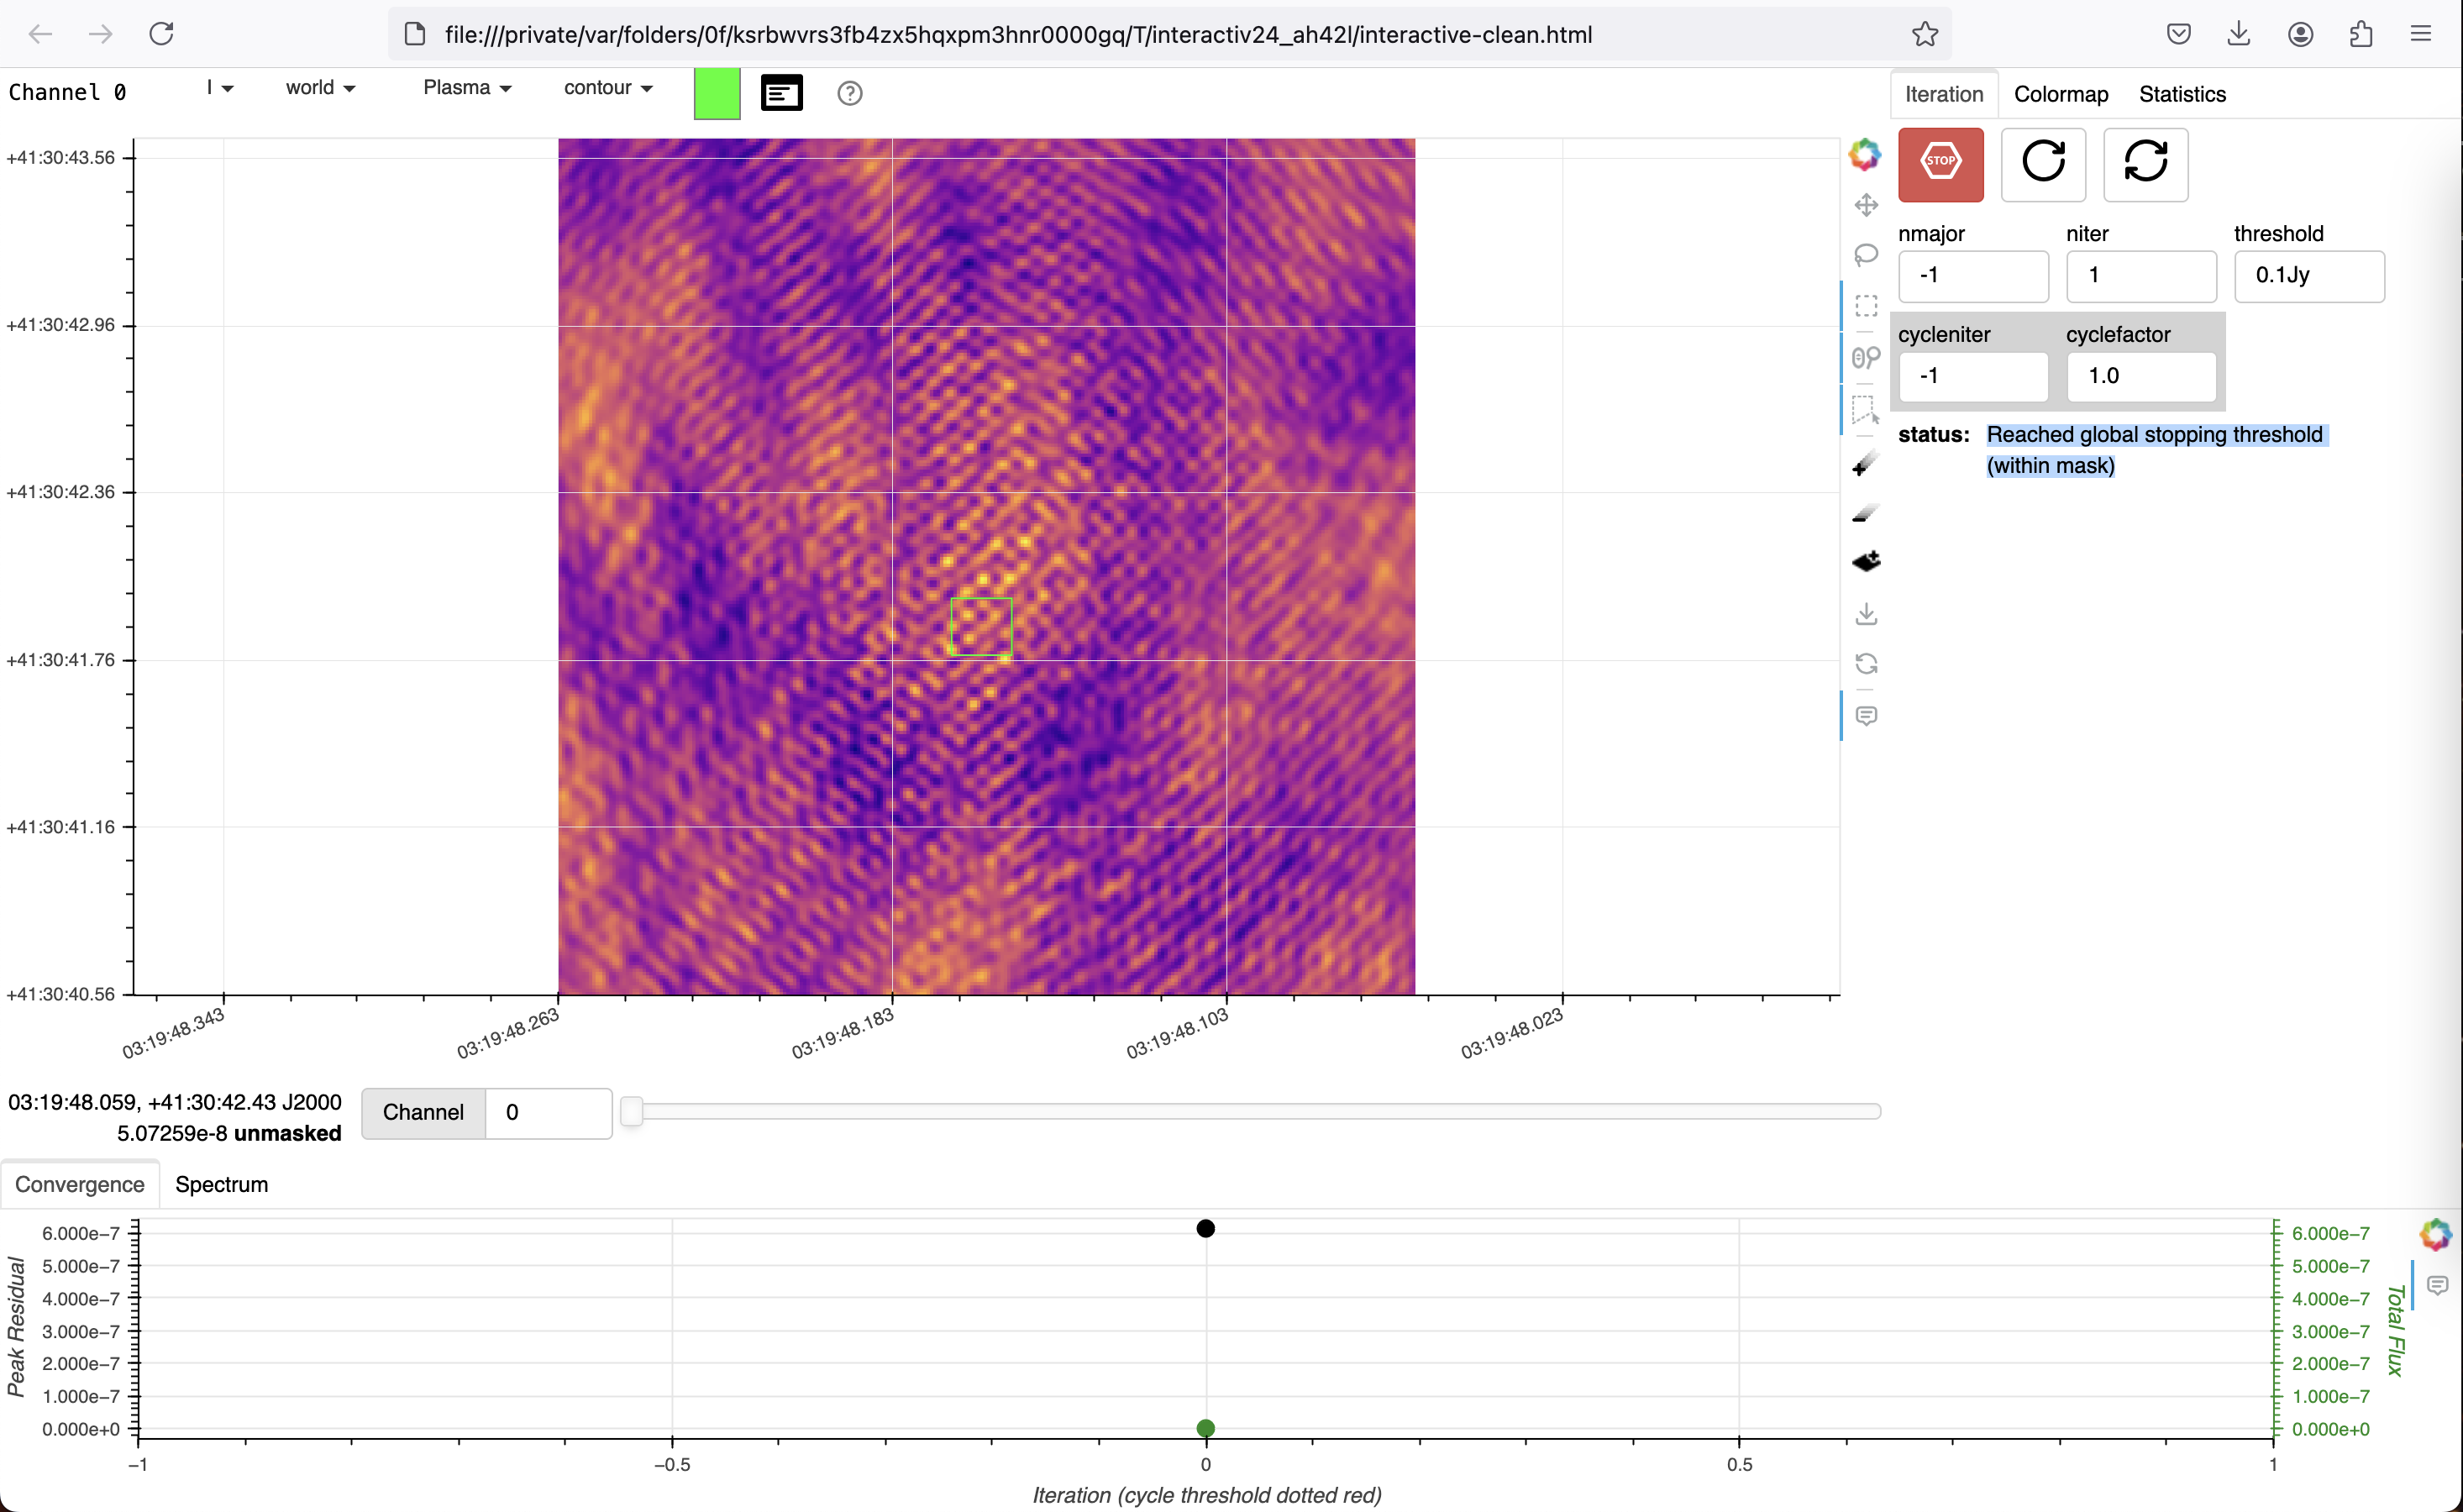 file:///private/var/folders/0f/ksrbwvrs3fb4zx5hqxpm3hnr0000gq/T/interactiv24_ah42l/interactive-clean.html
Channel 0
I
world
Plasma
contour
?
Iteration
Colormap
Statistics
STOP
nmajor
niter
threshold
-1
1
0.1Jy
cycleniter
cyclefactor
-1
1.0
status: Reached global stopping threshold
(within mask)
+41:30:43.56
+41:30:42.96
+41:30:42.36
+41:30:41.76
+41:30:41.16
+41:30:40.56
03:19:48.343
03:19:48.263
03:19:48.183
03:19:48.103
03:19:48.023
03:19:48.059, +41:30:42.43 J2000
5.07259e-8 unmasked
Channel
0
Convergence
Spectrum
Peak Residual
6.000e−7
5.000e−7
4.000e−7
3.000e−7
2.000e−7
1.000e−7
0.000e+0
6.000e−7
5.000e−7
4.000e−7
3.000e−7
2.000e−7
1.000e−7
0.000e+0
Total Flux
−1
−0.5
0
0.5
1
Iteration (cycle threshold dotted red)